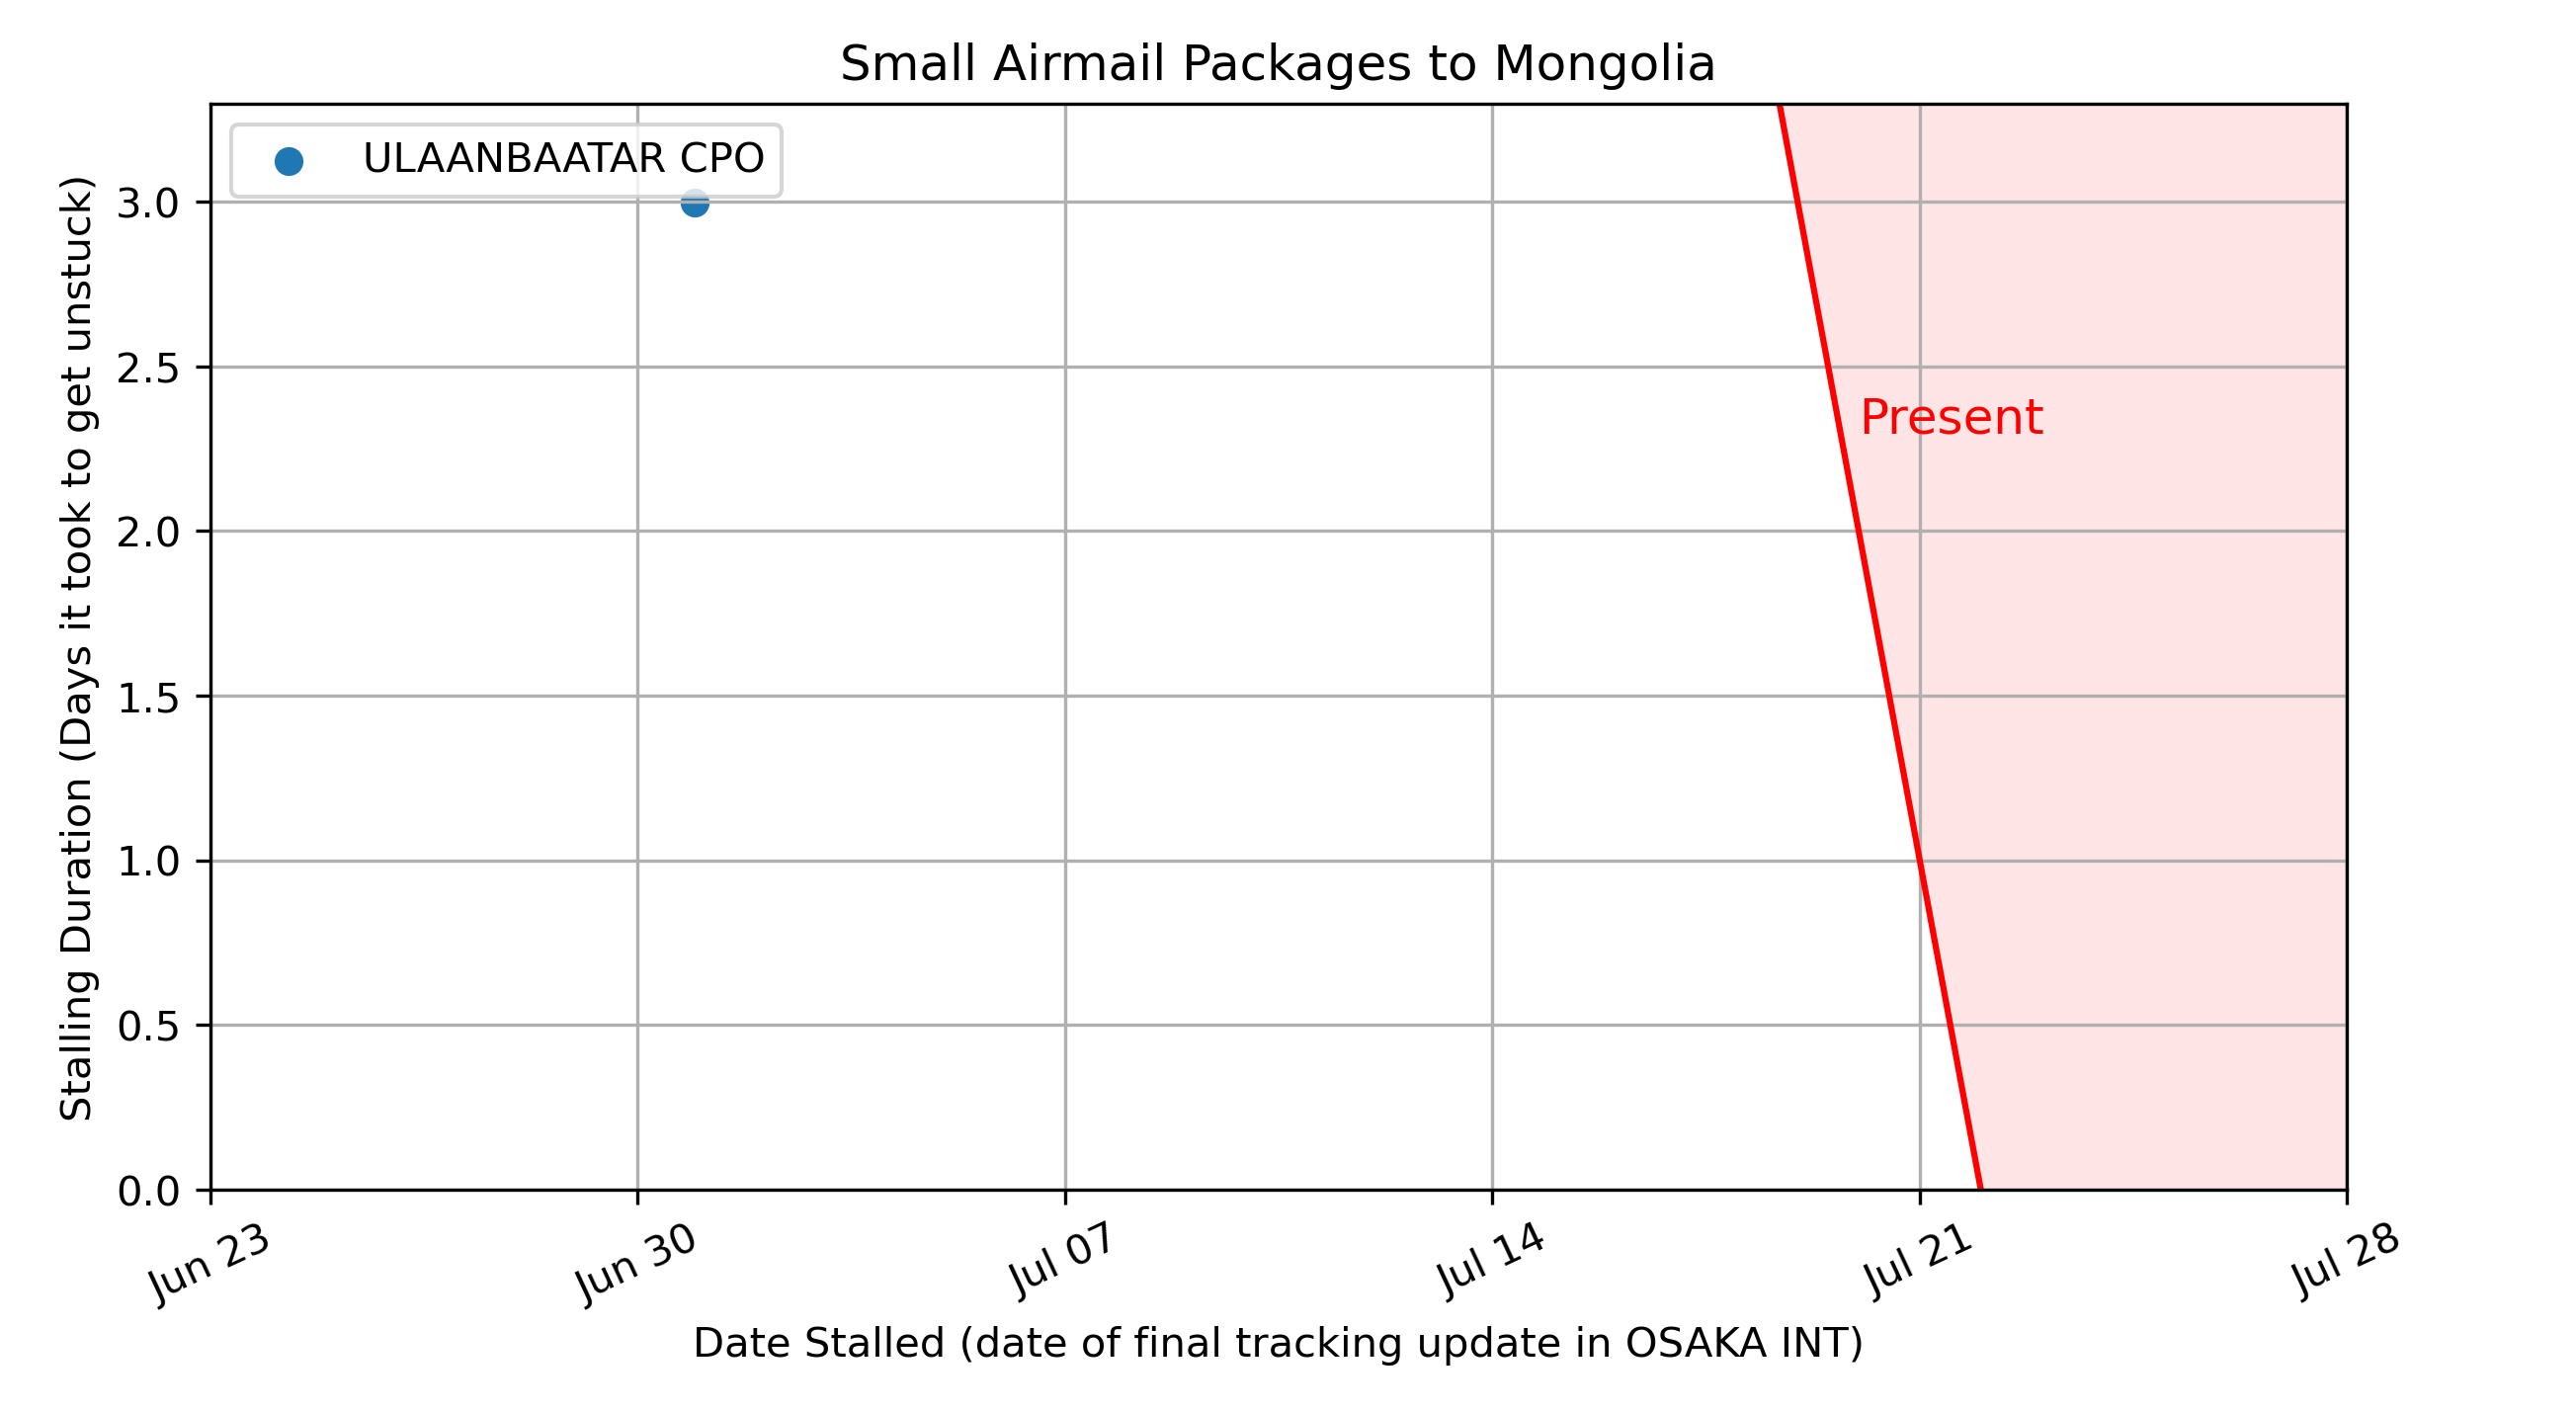 Small Airmail Packages to Mongolia
ULAANBAATAR CPO
Stalling Duration (Days it took to get unstuck)
3.0
2.5
2.0
1.5
1.0
0.5
0.0
Present
Jun 23
Jun 30
Jul 07
Jul 14
Jul 21
Jul 28
Date Stalled (date of final tracking update in OSAKA INT)